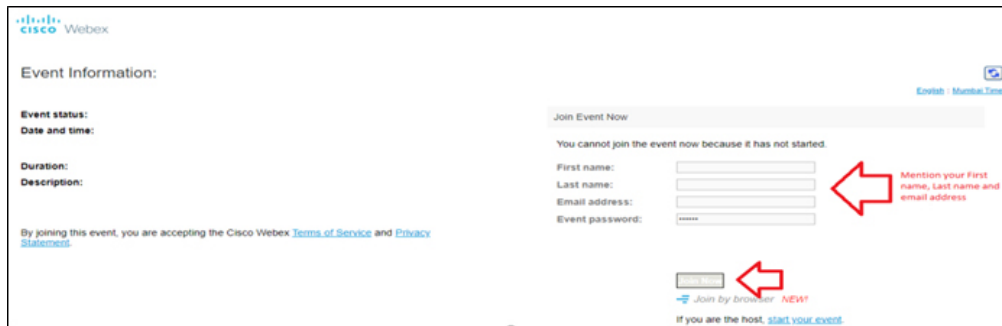 cisco Webex
Event Information:
English | Mumbai Time
Event status:
Date and time:
Duration:
Description:
By joining this event, you are accepting the Cisco Webex Terms of Service and Privacy
Statement.
Join Event Now
You cannot join the event now because it has not started.
First name:
Last name:
Email address:
Event password:
Mention your First
name, Last name and
email address
Join by browser NEW!
If you are the host, start your event.